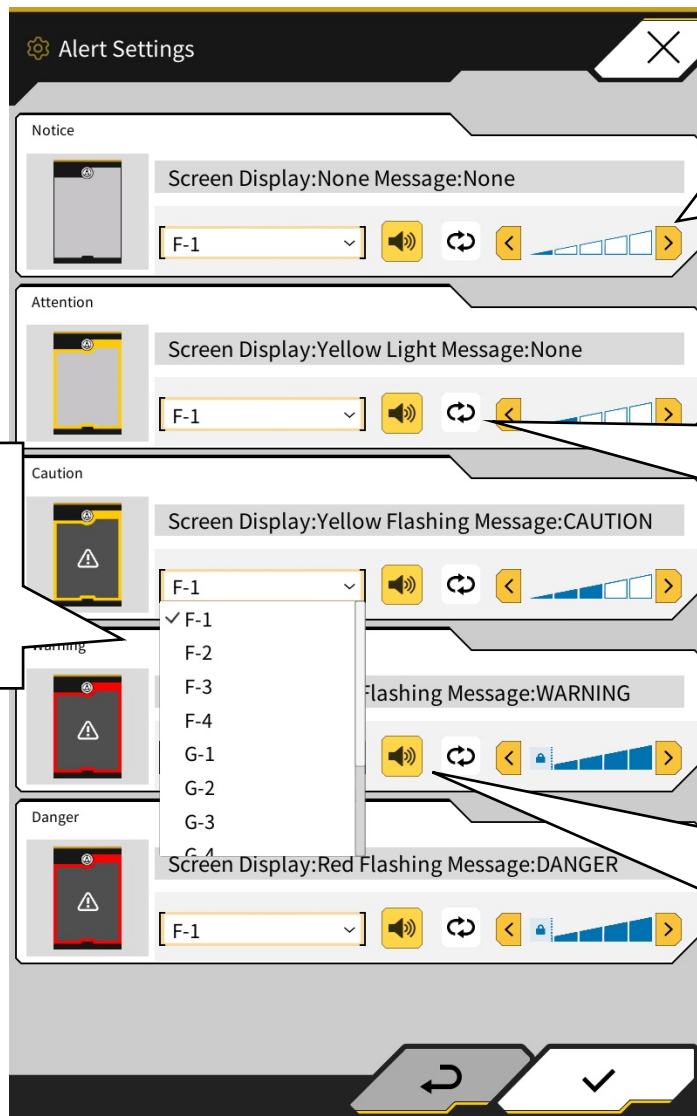 Alert Settings
Notice
Screen Display:None Message:None
F-1
Attention
Screen Display:Yellow Light Message:None
F-1
Caution
Screen Display:Yellow Flashing Message:CAUTION
F-1
F-1
F-2
F-3
F-4
G-1
G-2
G-3
Flashing Message:WARNING
Danger
Screen Display:Red Flashing Message:DANGER
F-1